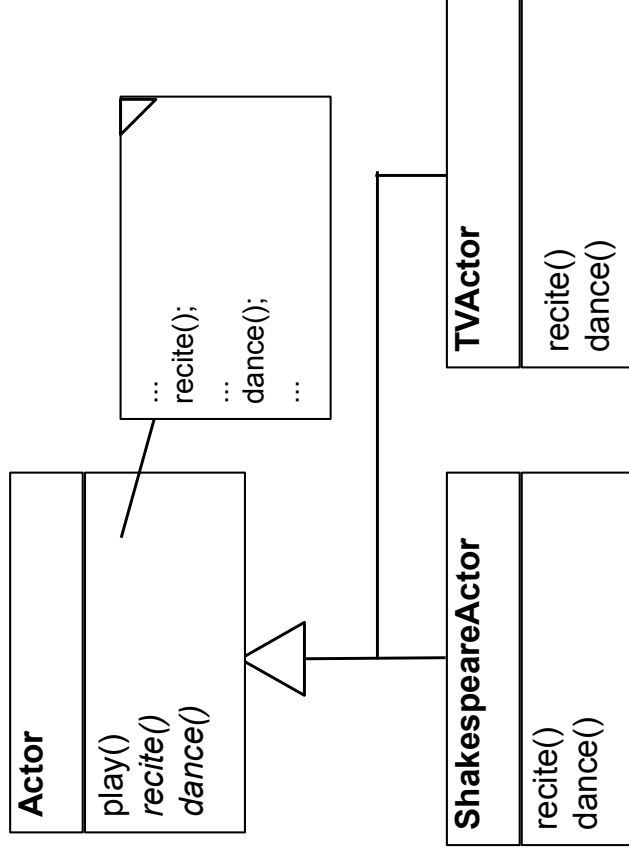 Actor
play()
recite()
dance()
...
recite();
...
dance();
...
ShakespeareActor
recite()
dance()
TVActor
recite()
dance()